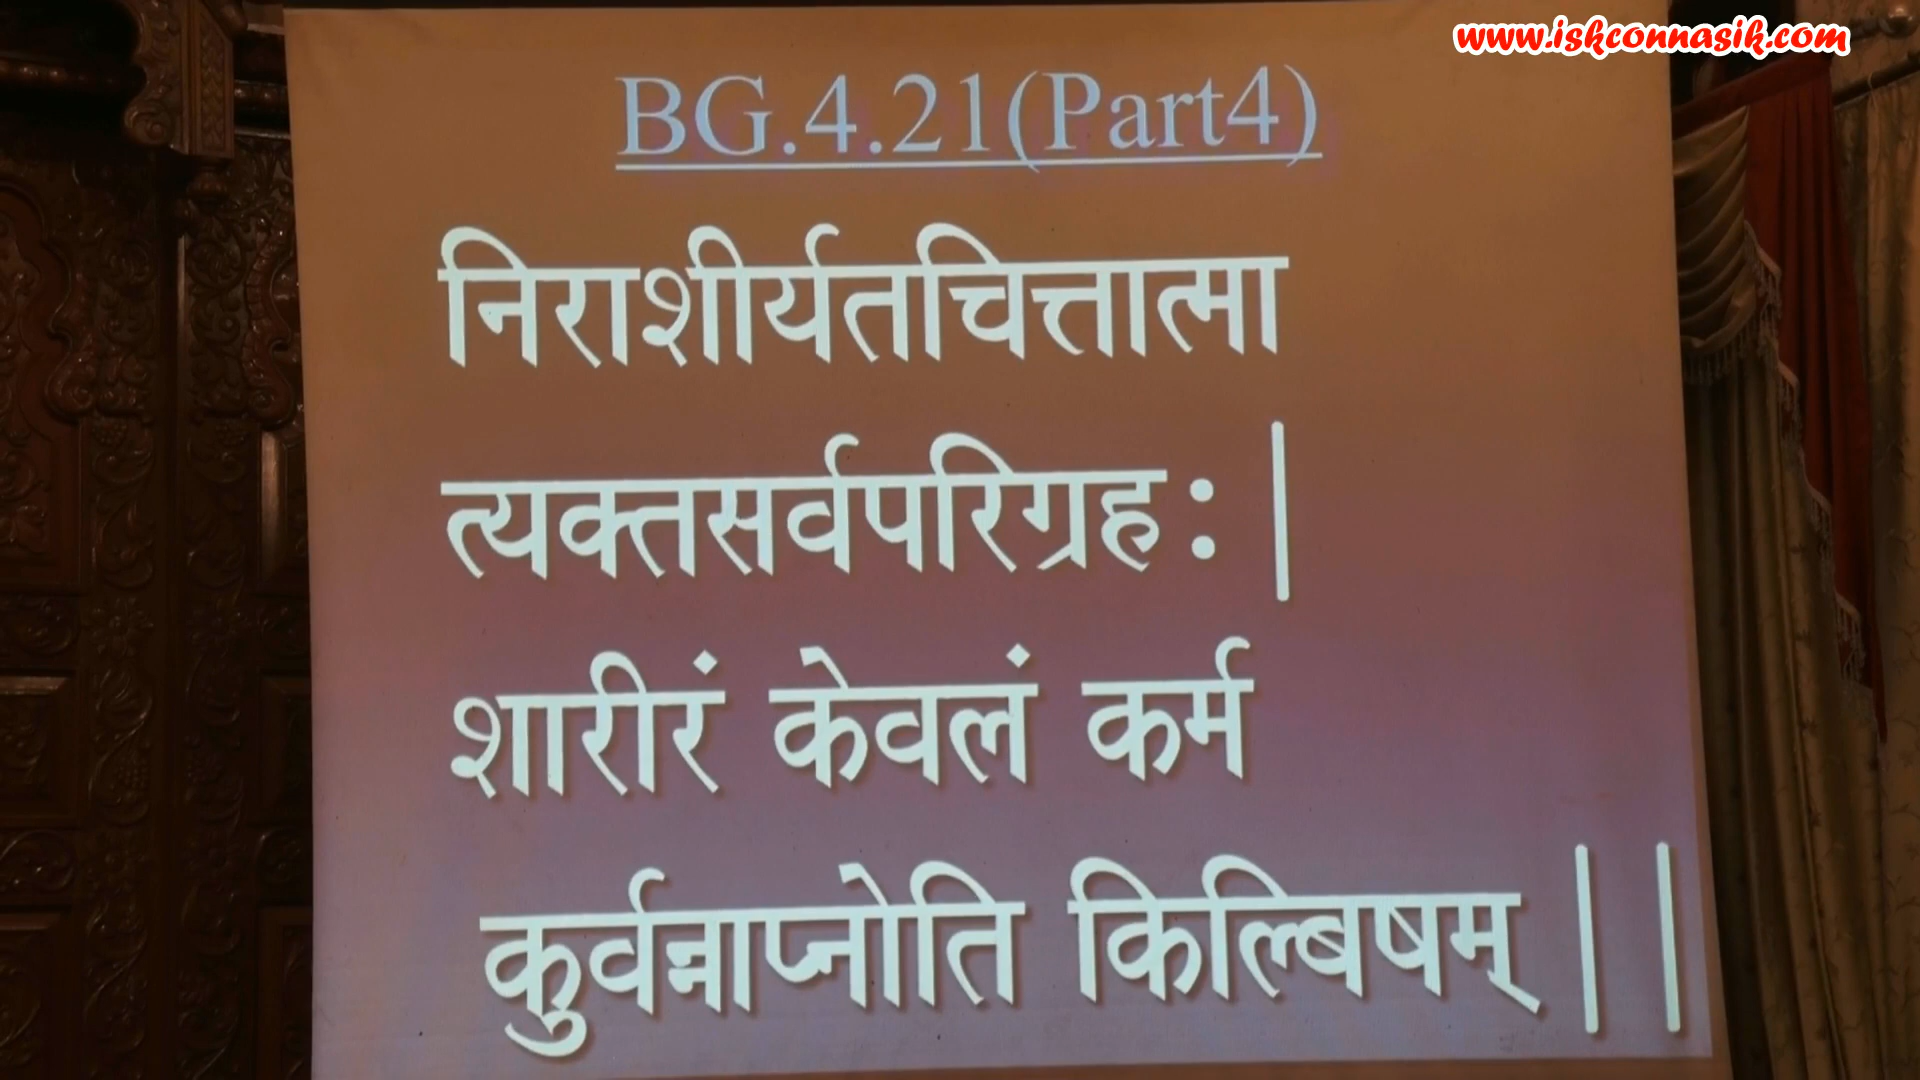 www.iskconnasik.com
BG.4.21(Part4)
निराशीर्यतचित्तात्मा
त्यक्तसर्वपरिग्रह: |
शारीरं केवलं कर्म
कुर्वन्नाप्नोति किल्बिषम् ||